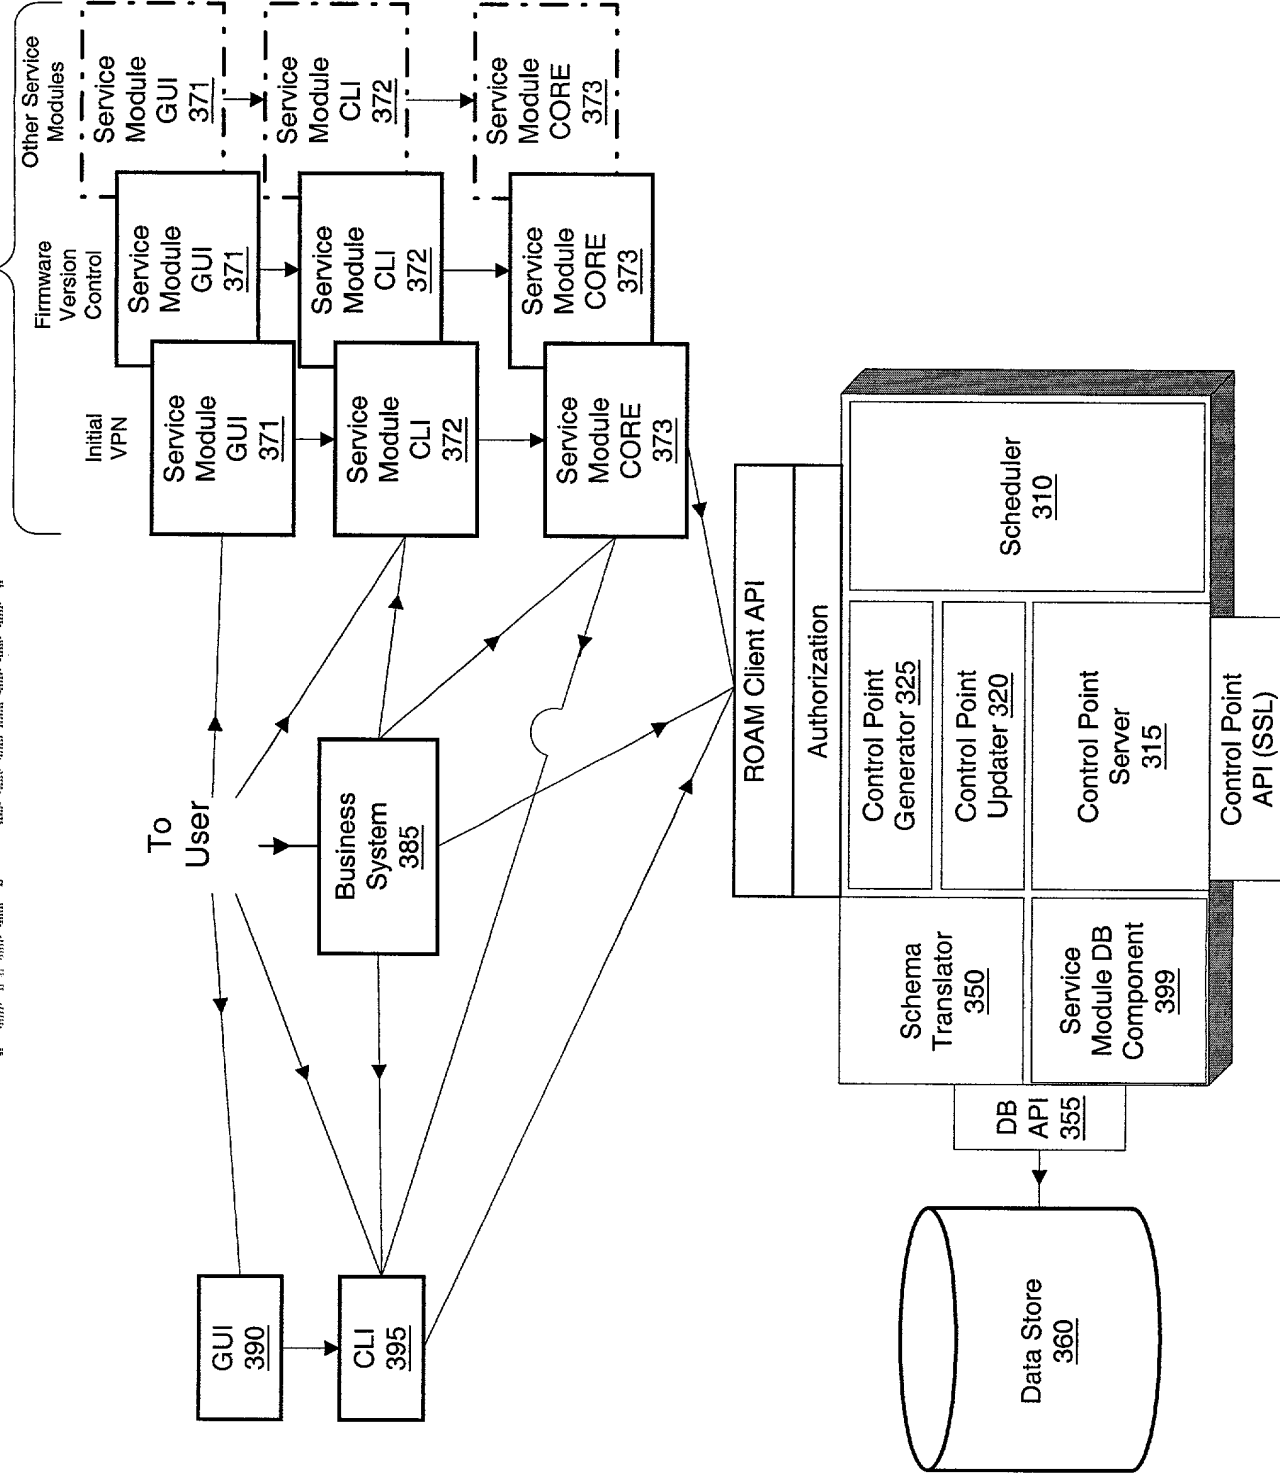 Other Service
Modules
Firmware
Version
Control
Initial
VPN
Service
Module
GUI
371
Service
Module
CLI
372
Service
Module
CORE
373
Service
Module
GUI
371
Service
Module
CLI
372
Service
Module
CORE
373
Service
Module
GUI
371
Service
Module
CLI
372
Service
Module
CORE
373
To
User
Business
System
385
GUI
390
CLI
395
ROAM Client API
Authorization
Scheduler
310
Control Point
Generator 325
Control Point
Updater 320
Control Point
Server
315
Control Point
API (SSL)
Schema
Translator
350
Service
Module DB
Component
399
DB
API
355
Data Store
360